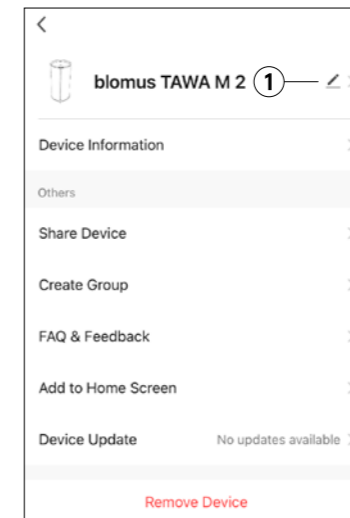 blomus TAWA M 2 1
Device Information
Others
Share Device
Create Group
FAQ & Feedback
Add to Home Screen
Device Update No updates available
Remove Device